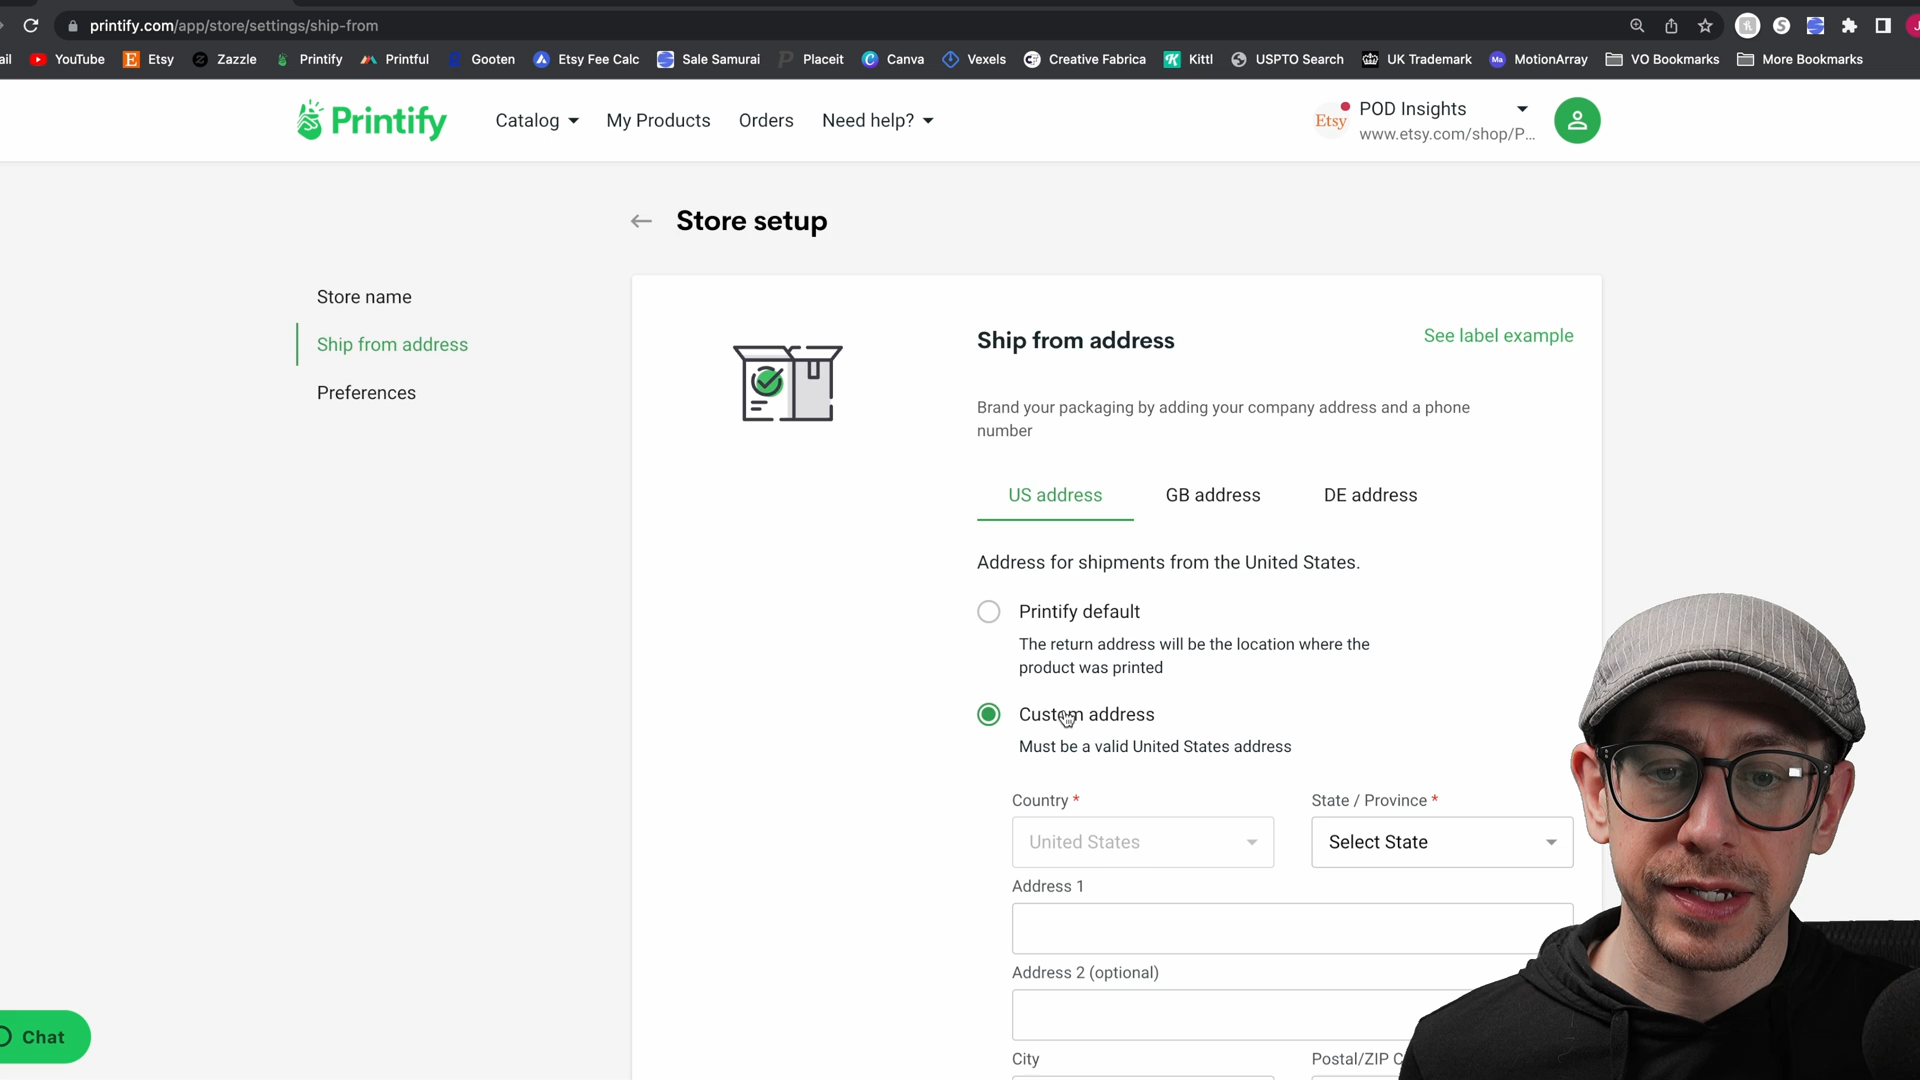 printify.com/app/store/settings/ship-from
ail YouTube Etsy Zazzle Printify Printful Gooten Etsy Fee Calc Sale Samurai Placeit Canva Vexels Creative Fabrica Kittl USPTO Search UK Trademark MotionArray VO Bookmarks More Bookmarks
Printify Catalog My Products Orders Need help? Etsy POD Insights
www.etsy.com/shop/P...
Store setup
Store name
Ship from address
Preferences
Ship from address See label example
Brand your packaging by adding your company address and a phone
number
US address GB address DE address
Address for shipments from the United States.
Printify default
The return address will be the location where the
product was printed
Custom address
Must be a valid United States address
Country * State / Province *
United States Select State
Address 1
Address 2 (optional)
City Postal/ZIP C
Chat